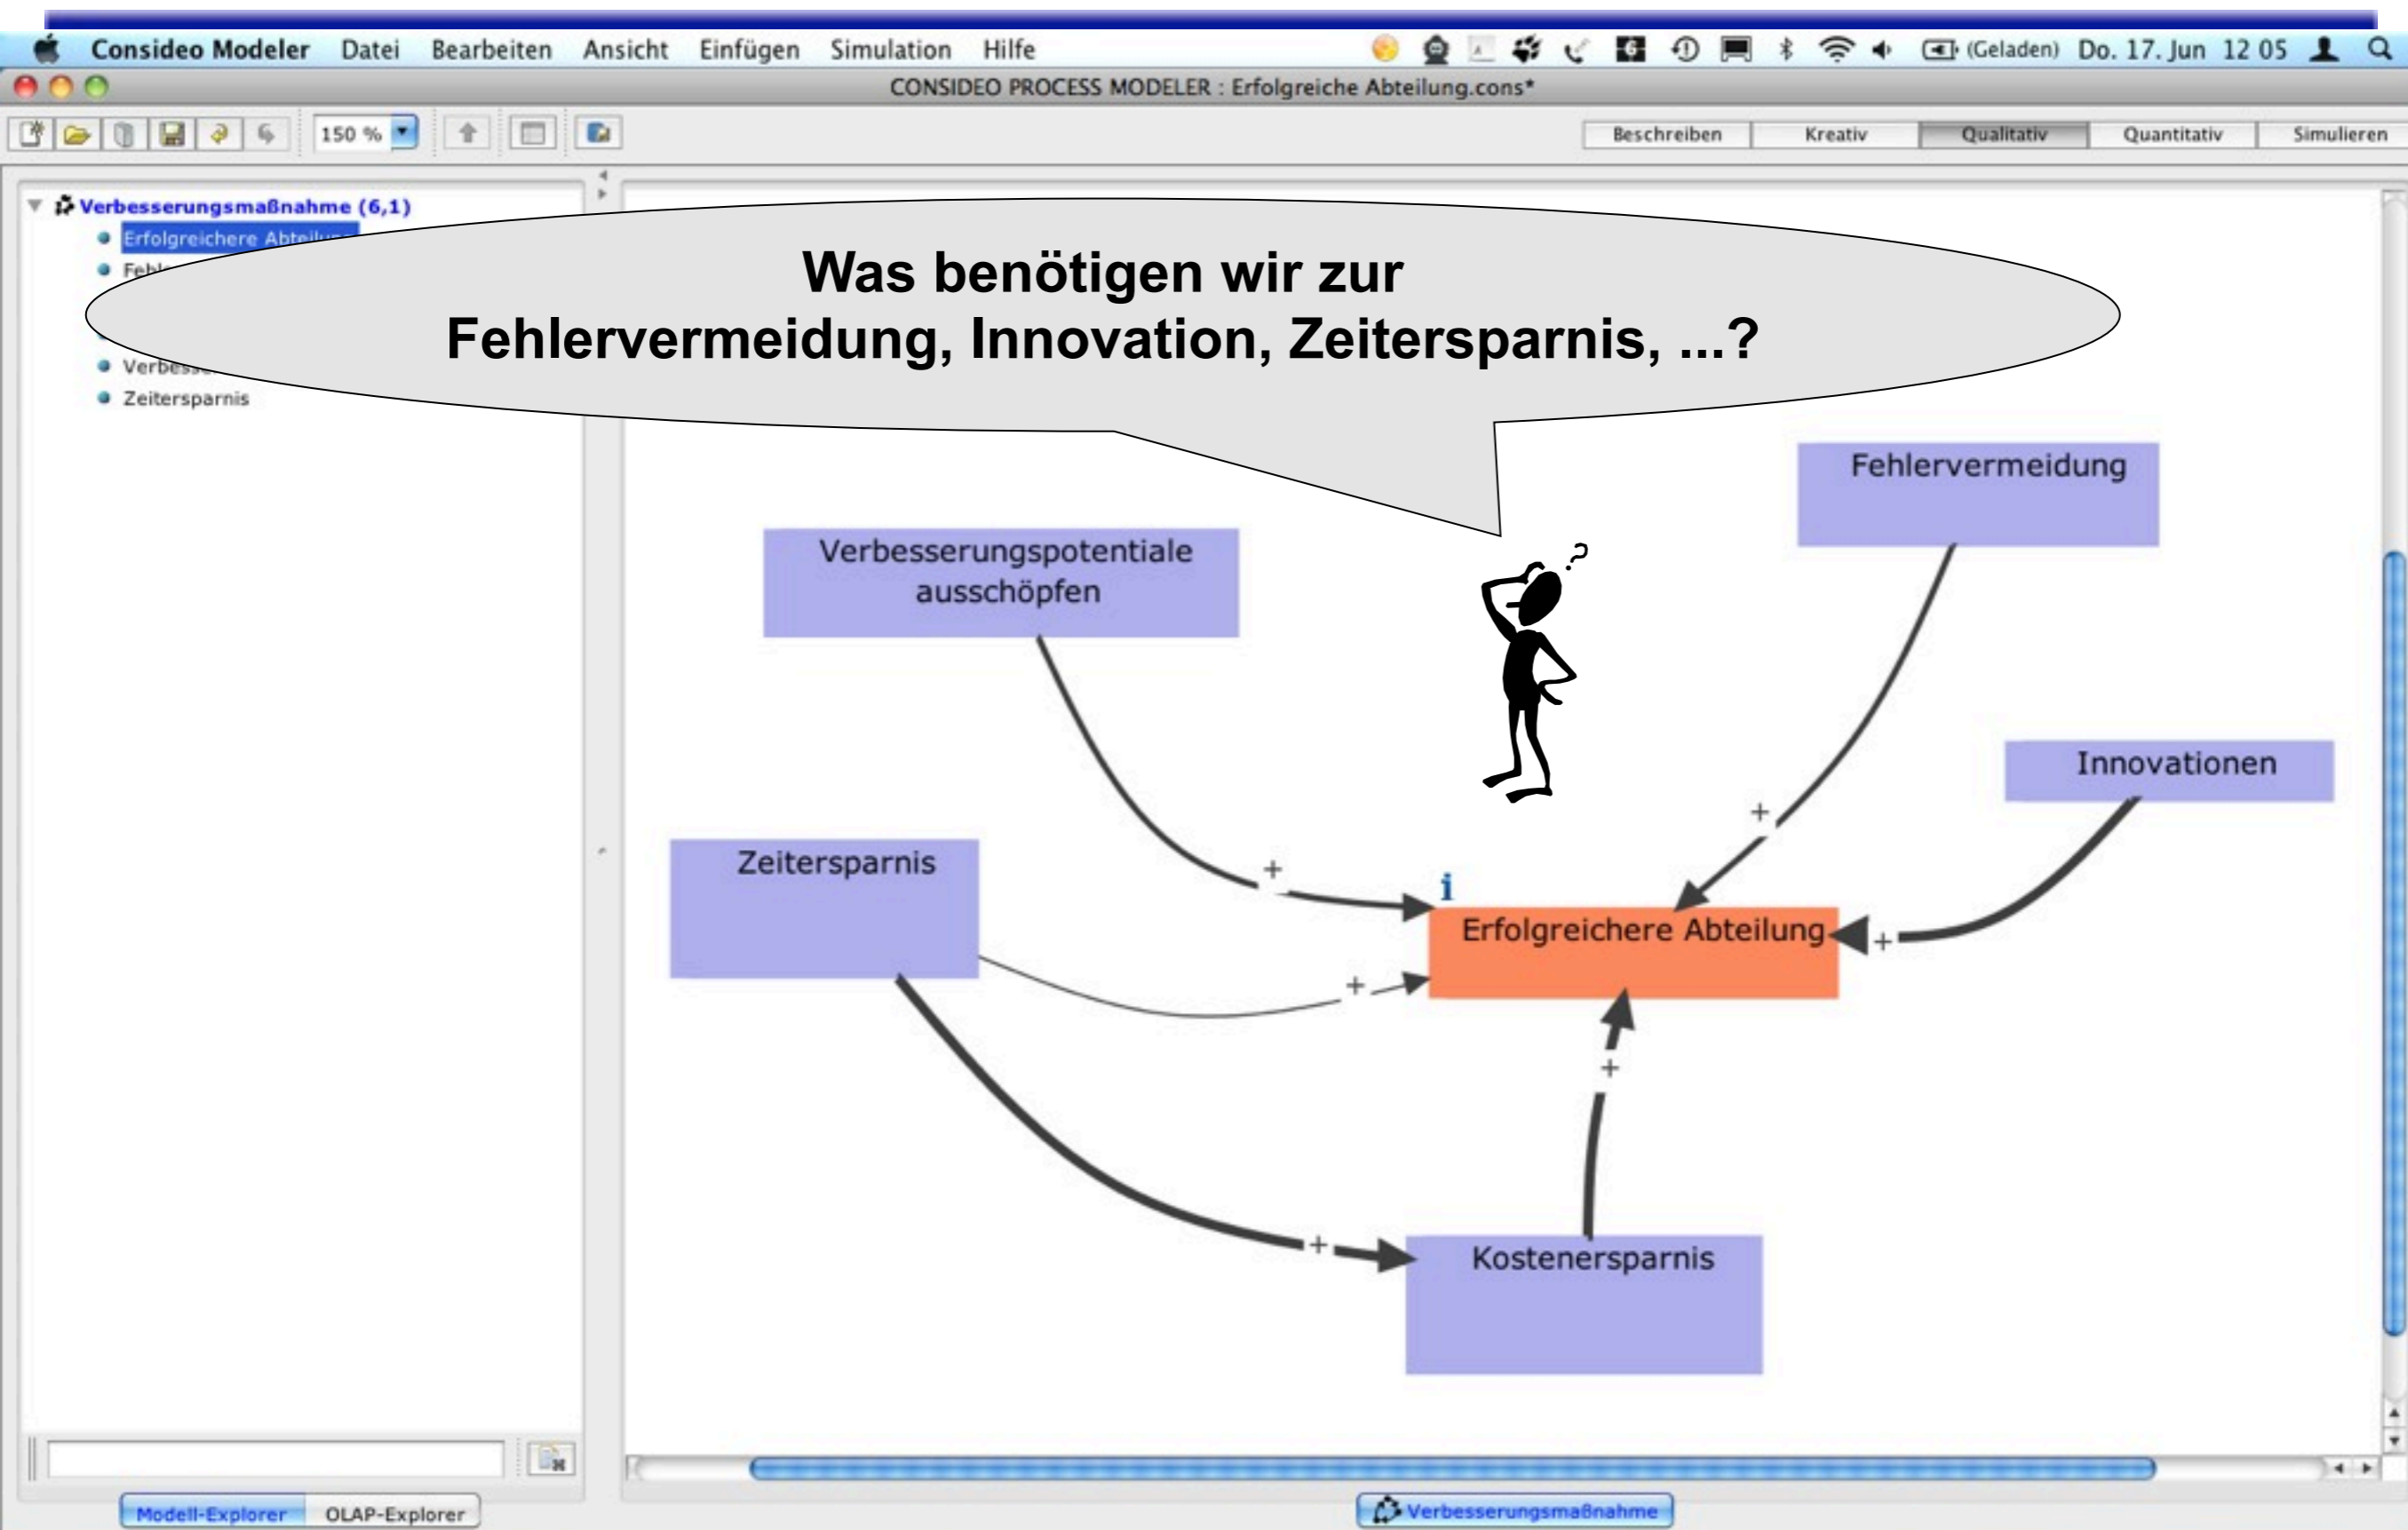 Consideo Modeler Datei Bearbeiten Ansicht Einfügen Simulation Hilfe (Geladen) Do. 17. Jun 12 05
CONSIDEO PROCESS MODELER : Erfolgreiche Abteilung.cons*
150 %
Beschreiben Kreativ Qualitativ Quantitativ Simulieren
Verbesserungsmaßnahme (6,1)
Erfolgreichere
Was benötigen wir zur
Fehlervermeidung, Innovation, Zeitersparnis, ...?
Zeitersparnis
Fehlervermeidung
Verbesserungspotentiale
ausschöpfen
?
Innovationen
+
Zeitersparnis
+
i
Erfolgreichere Abteilung
+
+
+
+
Kostenersparnis
Modell-Explorer OLAP-Explorer
Verbesserungsmaßnahme